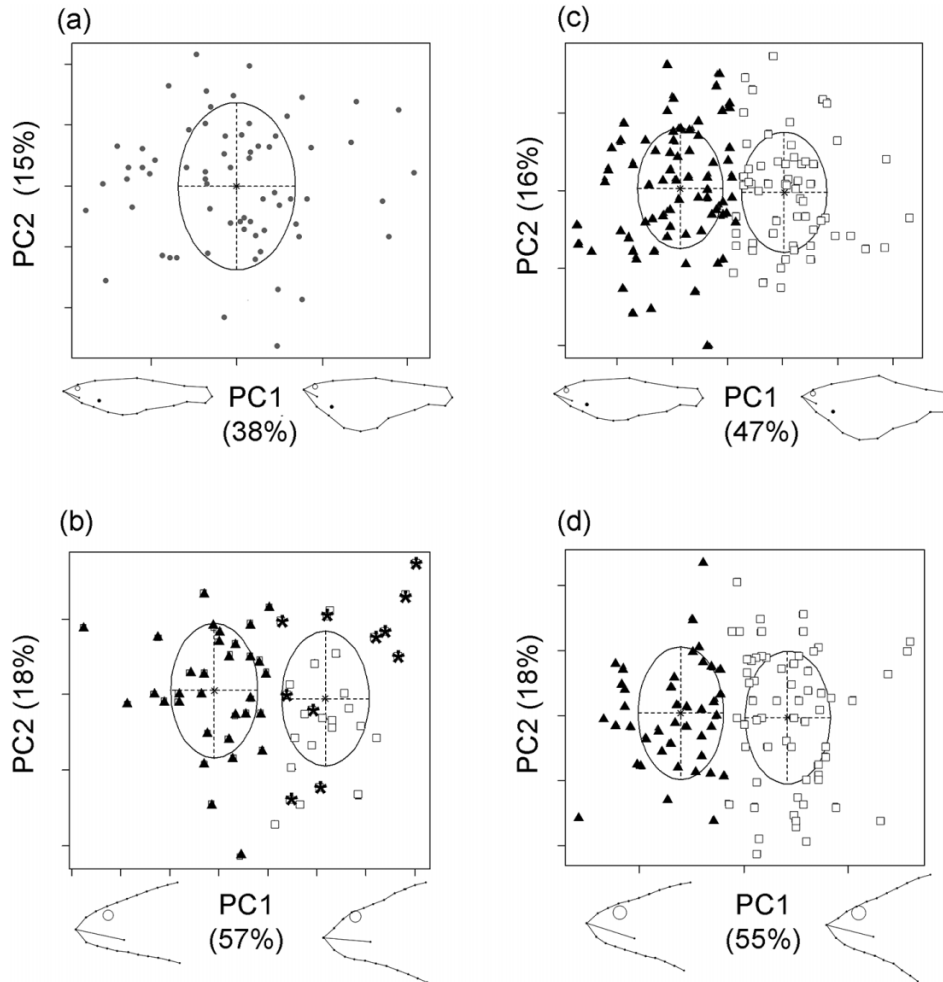 (a)
PC2 (15%)
PC1
(38%)
(c)
PC2 (16%)
PC1
(47%)
(b)
PC2 (18%)
PC1
(57%)
(d)
PC2 (18%)
PC1
(55%)